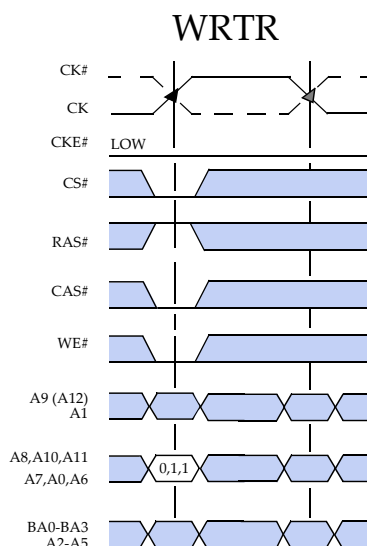 WRTR
CK#
CK
CKE# LOW
CS#
RAS#
CAS#
WE#
A9 (A12)
A1
A8,A10,A11
0,1,1
A7,A0,A6
BA0-BA3
A2-A5